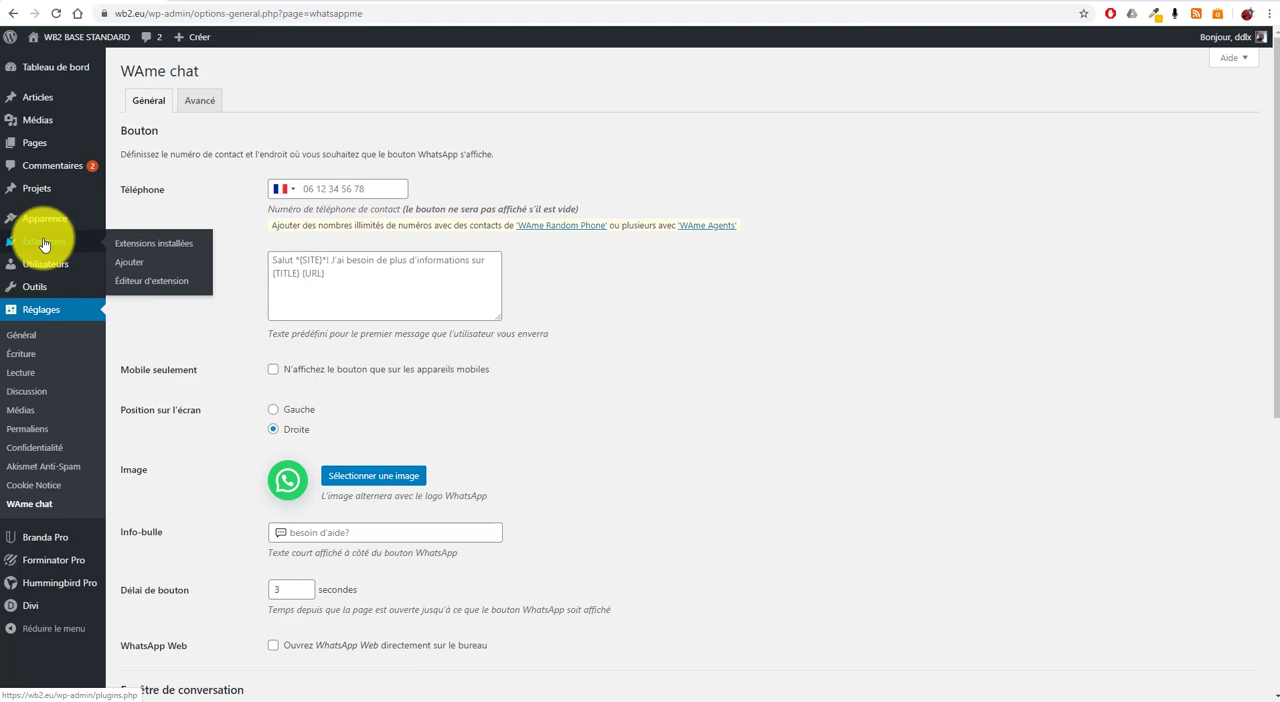 wb2.eu/wp-admin/options-general.php?page=whatsappme
WB2 BASE STANDARD 2 Créer
Bonjour, ddlx
Aide
Tableau de bord
Articles
Médias
Pages
Commentaires 2
Projets
Apparence
Extensions
Utilisateurs
Outils
Réglages
Général
Écriture
Lecture
Discussion
Médias
Permaliens
Confidentialité
Akismet Anti-Spam
Cookie Notice
WAme chat
Branda Pro
Forminator Pro
Hummingbird Pro
Divi
Réduire le menu
Extensions installées
Ajouter
Éditeur d'extension
WAme chat
Général Avancé
Bouton
Définissez le numéro de contact et l'endroit où vous souhaitez que le bouton WhatsApp s'affiche.
Téléphone
06 12 34 56 78
Numéro de téléphone de contact (le bouton ne sera pas affiché s'il est vide)
Ajouter des nombres illimités de numéros avec des contacts de 'WAme Random Phone' ou plusieurs avec 'WAme Agents'
Salut *{SITE}*! J'ai besoin de plus d'informations sur
{TITLE} {URL}
Texte prédéfini pour le premier message que l'utilisateur vous enverra
Mobile seulement
N'affichez le bouton que sur les appareils mobiles
Position sur l'écran
Gauche
Droite
Image
Sélectionner une image
L'image alternera avec le logo WhatsApp
Info-bulle
besoin d'aide?
Texte court affiché à côté du bouton WhatsApp
Délai de bouton
3 secondes
Temps depuis que la page est ouverte jusqu'à ce que le bouton WhatsApp soit affiché
WhatsApp Web
Ouvrez WhatsApp Web directement sur le bureau
être de conversation
https://wb2.eu/wp-admin/plugins.php